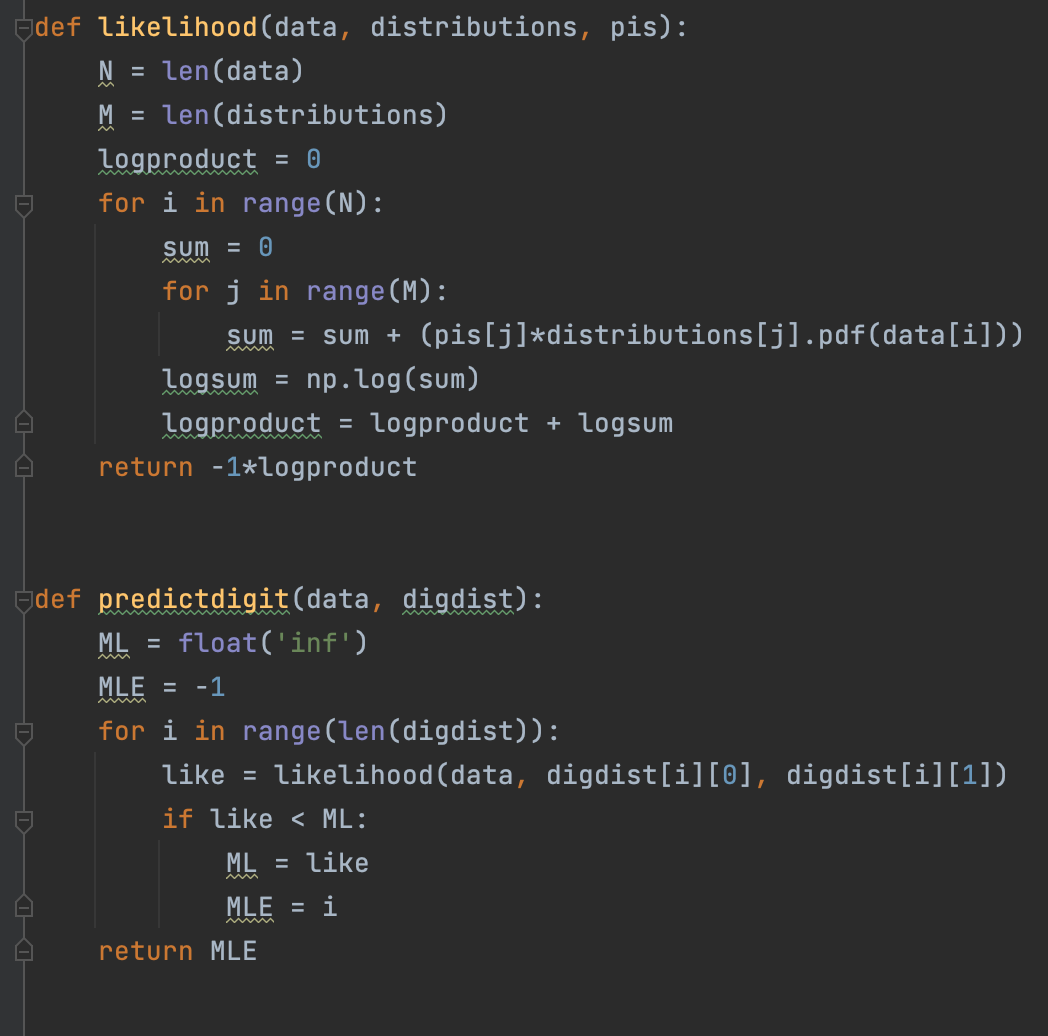 def likelihood(data, distributions, pis):
    N = len(data)
    M = len(distributions)
    logproduct = 0
    for i in range(N):
        sum = 0
        for j in range(M):
            sum = sum + (pis[j]*distributions[j].pdf(data[i]))
        logsum = np.log(sum)
        logproduct = logproduct + logsum
    return -1*logproduct
def predictdigit(data, digdist):
    ML = float('inf')
    MLE = -1
    for i in range(len(digdist)):
        like = likelihood(data, digdist[i][0], digdist[i][1])
        if like < ML:
            ML = like
            MLE = i
    return MLE